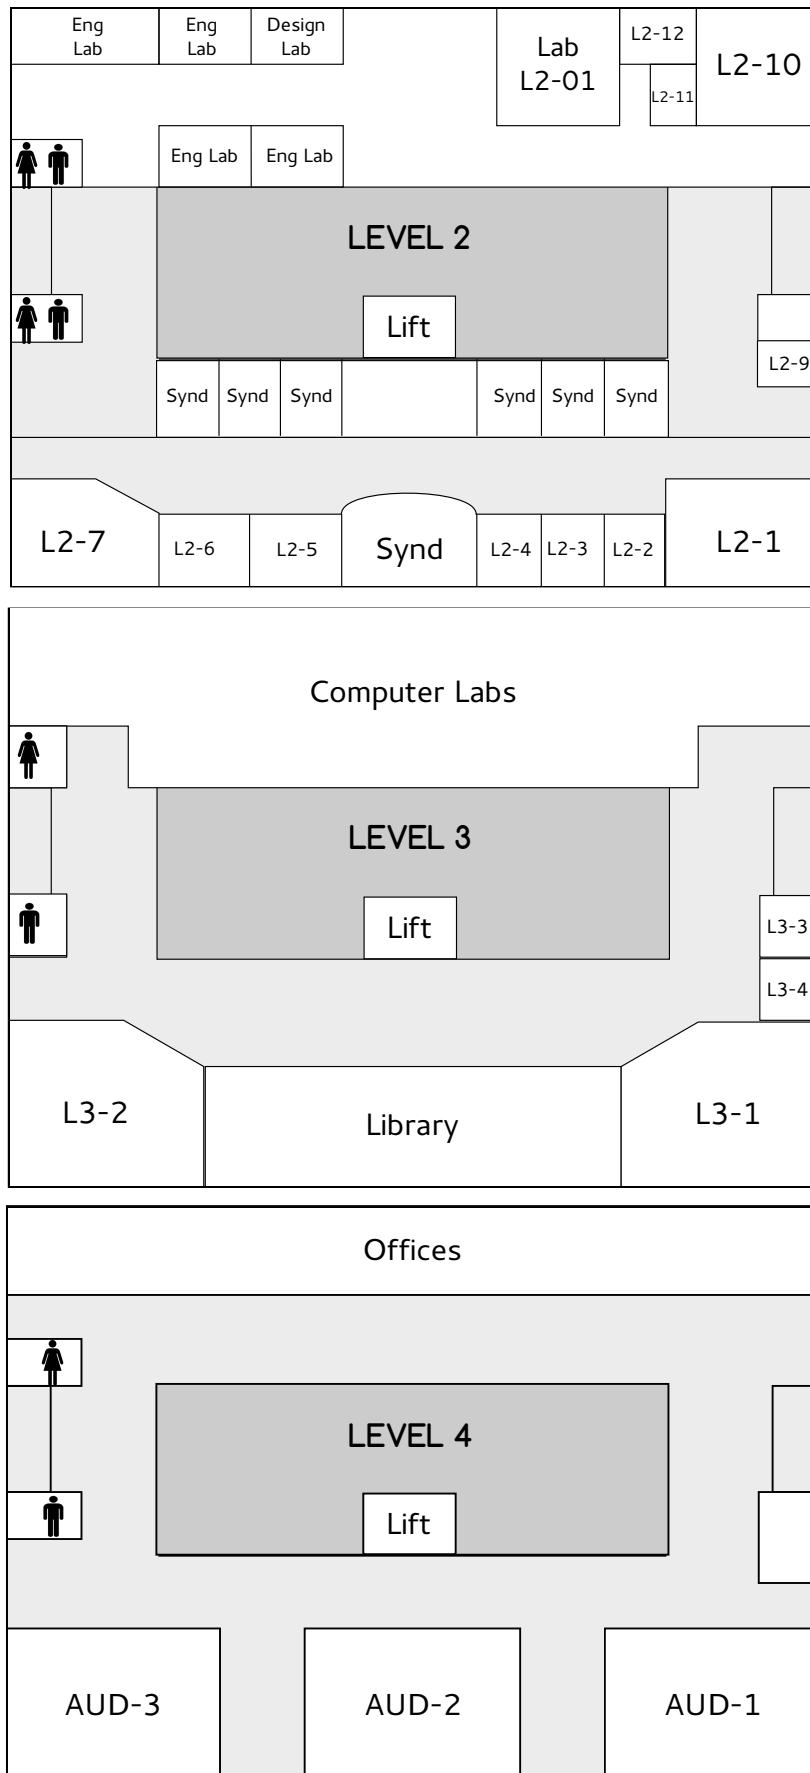 Eng
Lab
Eng
Lab
Design
Lab
Lab
L2-01
L2-12
L2-10
L2-11
Eng Lab
Eng Lab
LEVEL 2
Lift
L2-9
Synd
Synd
Synd
Synd
Synd
Synd
L2-7
L2-6
L2-5
Synd
L2-4
L2-3
L2-2
L2-1
Computer Labs
LEVEL 3
Lift
L3-3
L3-4
L3-2
Library
L3-1
Offices
LEVEL 4
Lift
AUD-3
AUD-2
AUD-1